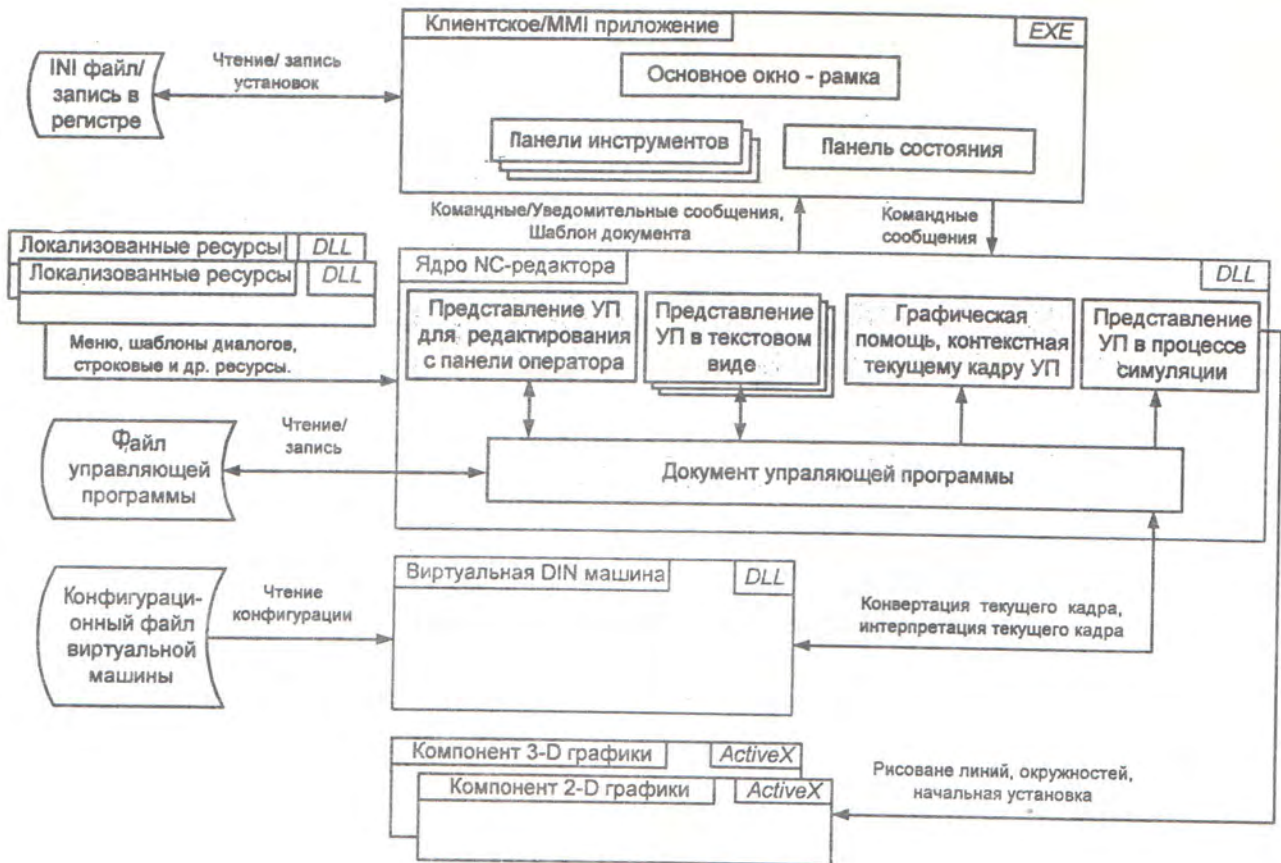 Клиентское/MMI приложение
EXE
INI файл/
запись в
регистре
Чтение/ запись
установок
Основное окно - рамка
Панели инструментов
Панель состояния
Командные/Уведомительные сообщения,
Шаблон документа
Командные
сообщения
Локализованные ресурсы
DLL
Локализованные ресурсы
DLL
Меню, шаблоны диалогов,
строковые и др. ресурсы.
Ядро NC-редактора
DLL
Представление УП
для редактирования
с панели оператора
Представление
УП в текстовом
виде
Графическая
помощь, контекстная
текущему кадру УП
Представление
УП в процессе
симуляции
Файл
управляющей
программы
Чтение/
запись
Документ упраляющей программы
Конфигураци-
онный файл
виртуальной
машины
Чтение
конфигурации
Виртуальная DIN машина
DLL
Конвертация текущего кадра,
интерпретация текущего кадра
Компонент 3-D графики
ActiveX
Компонент 2-D графики
ActiveX
Рисоване линий, окружностей,
начальная установка